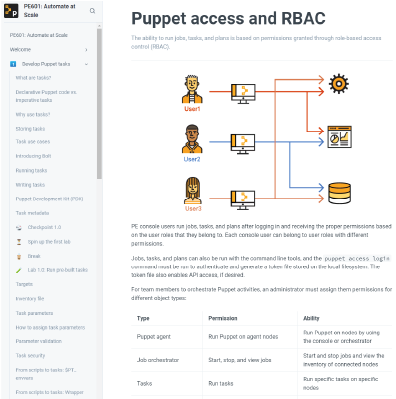 PE601: Automate at
Scale
PE601: Automate at Scale
Welcome
Develop Puppet tasks
What are tasks?
Declarative Puppet code vs.
imperative tasks
Why use tasks?
Storing tasks
Task use cases
Introducing Bolt
Running tasks
Writing tasks
Puppet Development Kit (PDK)
Task metadata
Checkpoint 1.0
Spin up the first lab
Break
Lab 1.0: Run pre-built tasks
Targets
Inventory file
Task parameters
How to assign task parameters
Parameter validation
Task security
From scripts to tasks: GIT,
From scripts to tasks: Wrapper
Puppet access and RBAC
The ability to run jobs, tasks, and plans is based on permissions granted through role-based access
control (RBAC).
User1
User2
User3
PE console users run jobs, tasks, and plans after logging in and receiving the proper permissions based
on the user roles that they belong to. Each console user can belong to user roles with different
permissions.
Jobs, tasks, and plans can also be run with the command line tools, and the puppet access login
command must be run to authenticate and generate a token file stored on the local filesystem. The
token file also enables API access, if desired.
For team members to orchestrate Puppet activities, an administrator must assign them permissions for
different object types:
Type Permission Ability
Puppet agent Run Puppet on agent nodes Run Puppet on nodes by using
the console or orchestrator
Job orchestrator Start, stop, and view jobs Start and stop jobs and view the
inventory of connected nodes
Tasks Run tasks Run specific tasks on specific
nodes